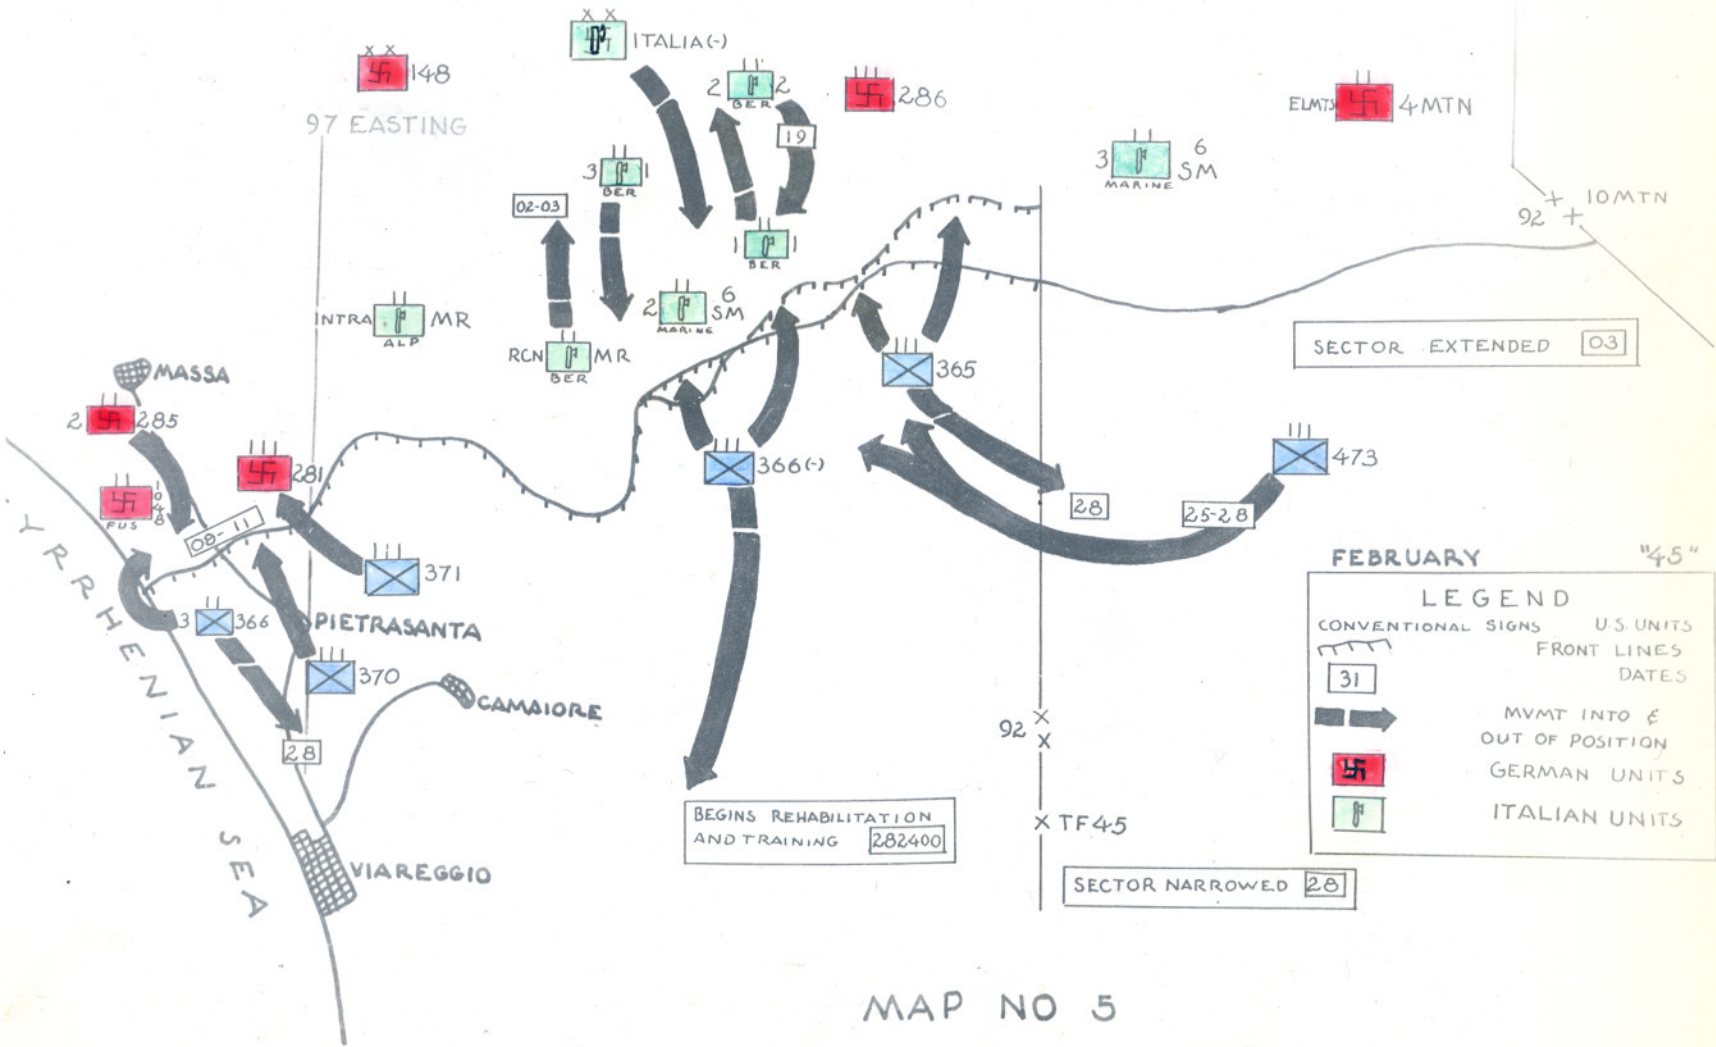 X X
ITALIA(-)
X X
148
2 2
BER
286
ELMTS 4 MTN
97 EASTING
19
3 1
BER
3 6
SM
MARINE
02-03
10 MTN
92
1 1
BER
INTRA MR
ALP
2 6
SM
MARINE
RCN MR
BER
SECTOR EXTENDED 03
MASSA
365
2 285
281
366(-)
473
1048
FUS
28
25-28
09-11
371
3 366
PIETRASANTA
370
CAMAIORE
28
YRRHENIAN SEA
VIAREGGIO
FEBRUARY "45"
LEGEND
CONVENTIONAL SIGNS U.S. UNITS
FRONT LINES
31 DATES
MVMT INTO &
OUT OF POSITION
GERMAN UNITS
ITALIAN UNITS
92 X
X
X TF45
BEGINS REHABILITATION
AND TRAINING 282400
SECTOR NARROWED 28
MAP NO 5